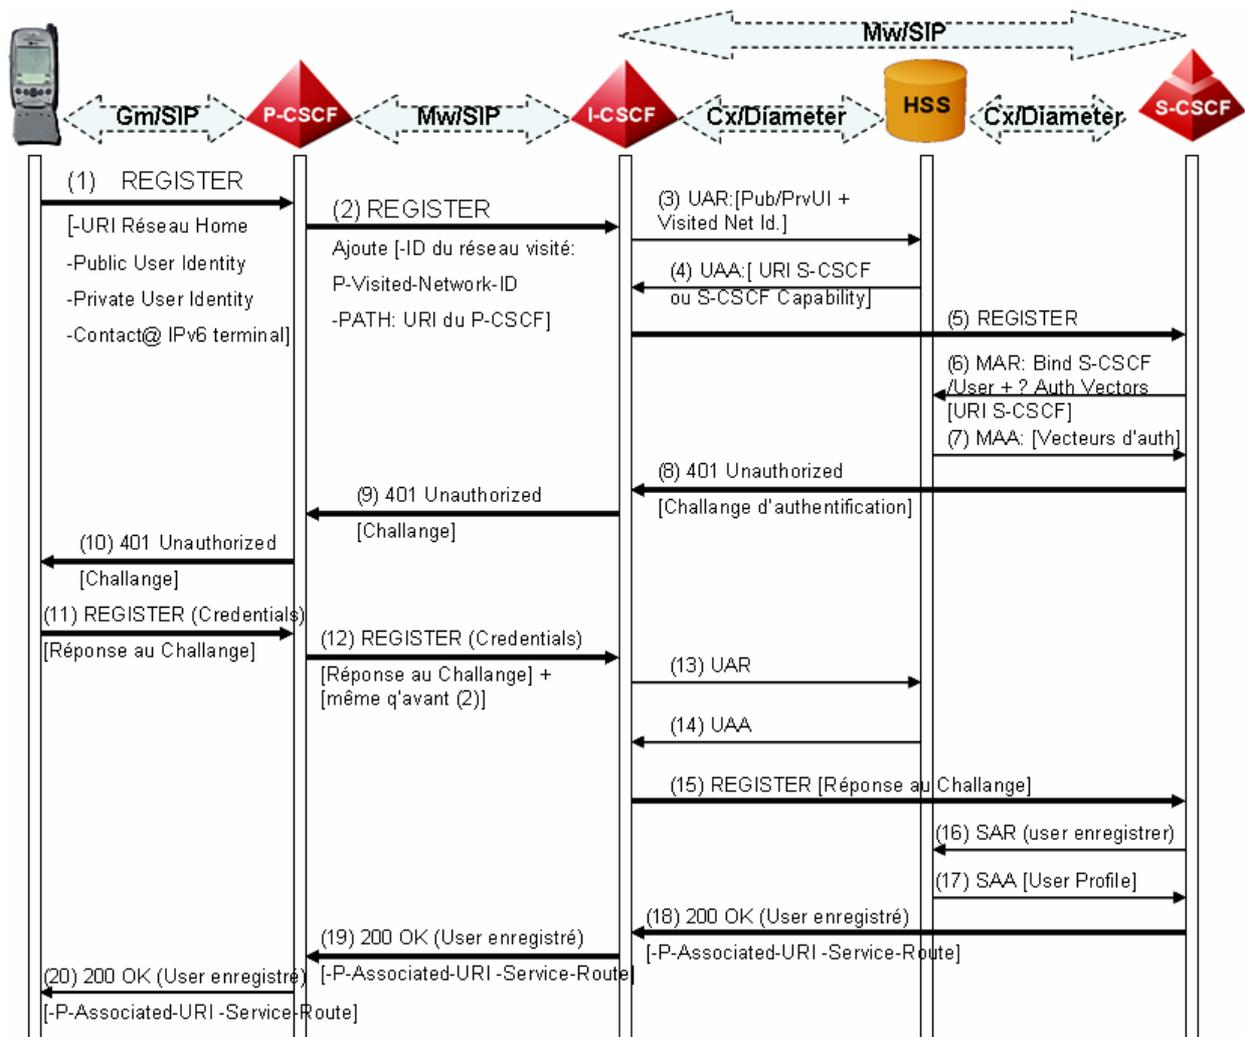 Mw/SIP
Gm/SIP
P-CSCF
Mw/SIP
I-CSCF
Cx/Diameter
HSS
Cx/Diameter
S-CSCF
(1) REGISTER
[-URI Réseau Home
-Public User Identity
-Private User Identity
-Contact@ IPv6 terminal]
(2) REGISTER
Ajoute [-ID du réseau visité:
P-Visited-Network-ID
-PATH: URI du P-CSCF]
(3) UAR:[Pub/PrvUI +
Visited Net Id.]
(4) UAA:[ URI S-CSCF
ou S-CSCF Capability]
(5) REGISTER
(6) MAR: Bind S-CSCF
/User + ? Auth Vectors
[URI S-CSCF]
(7) MAA: [Vecteurs d'auth]
(8) 401 Unauthorized
[Challange d'authentification]
(9) 401 Unauthorized
[Challange]
(10) 401 Unauthorized
[Challange]
(11) REGISTER (Credentials)
[Réponse au Challange]
(12) REGISTER (Credentials)
[Réponse au Challange] +
[même q'avant (2)]
(13) UAR
(14) UAA
(15) REGISTER [Réponse au Challange]
(16) SAR (user enregistrer)
(17) SAA [User Profile]
(18) 200 OK (User enregistré)
[-P-Associated-URI -Service-Route]
(19) 200 OK (User enregistré)
[-P-Associated-URI -Service-Route]
(20) 200 OK (User enregistré)
[-P-Associated-URI -Service-Route]